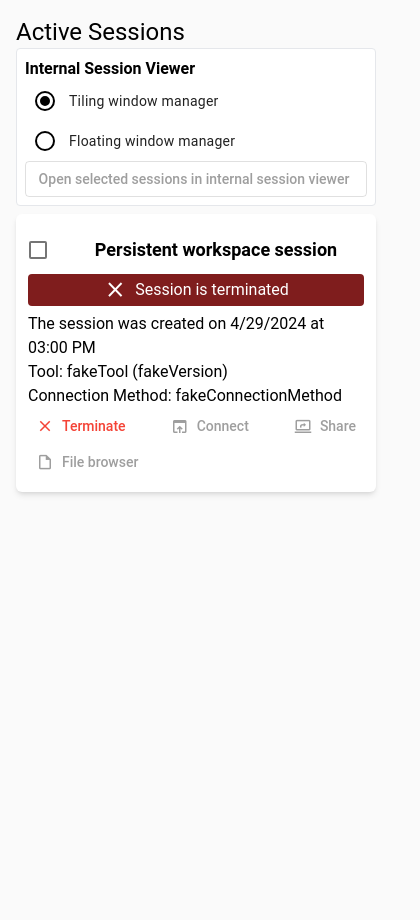 Active Sessions
Internal Session Viewer
Tiling window manager
Floating window manager
Open selected sessions in internal session viewer
Persistent workspace session
Session is terminated
The session was created on 4/29/2024 at
03:00 PM
Tool: fakeTool (fakeVersion)
Connection Method: fakeConnectionMethod
Terminate Connect Share
File browser